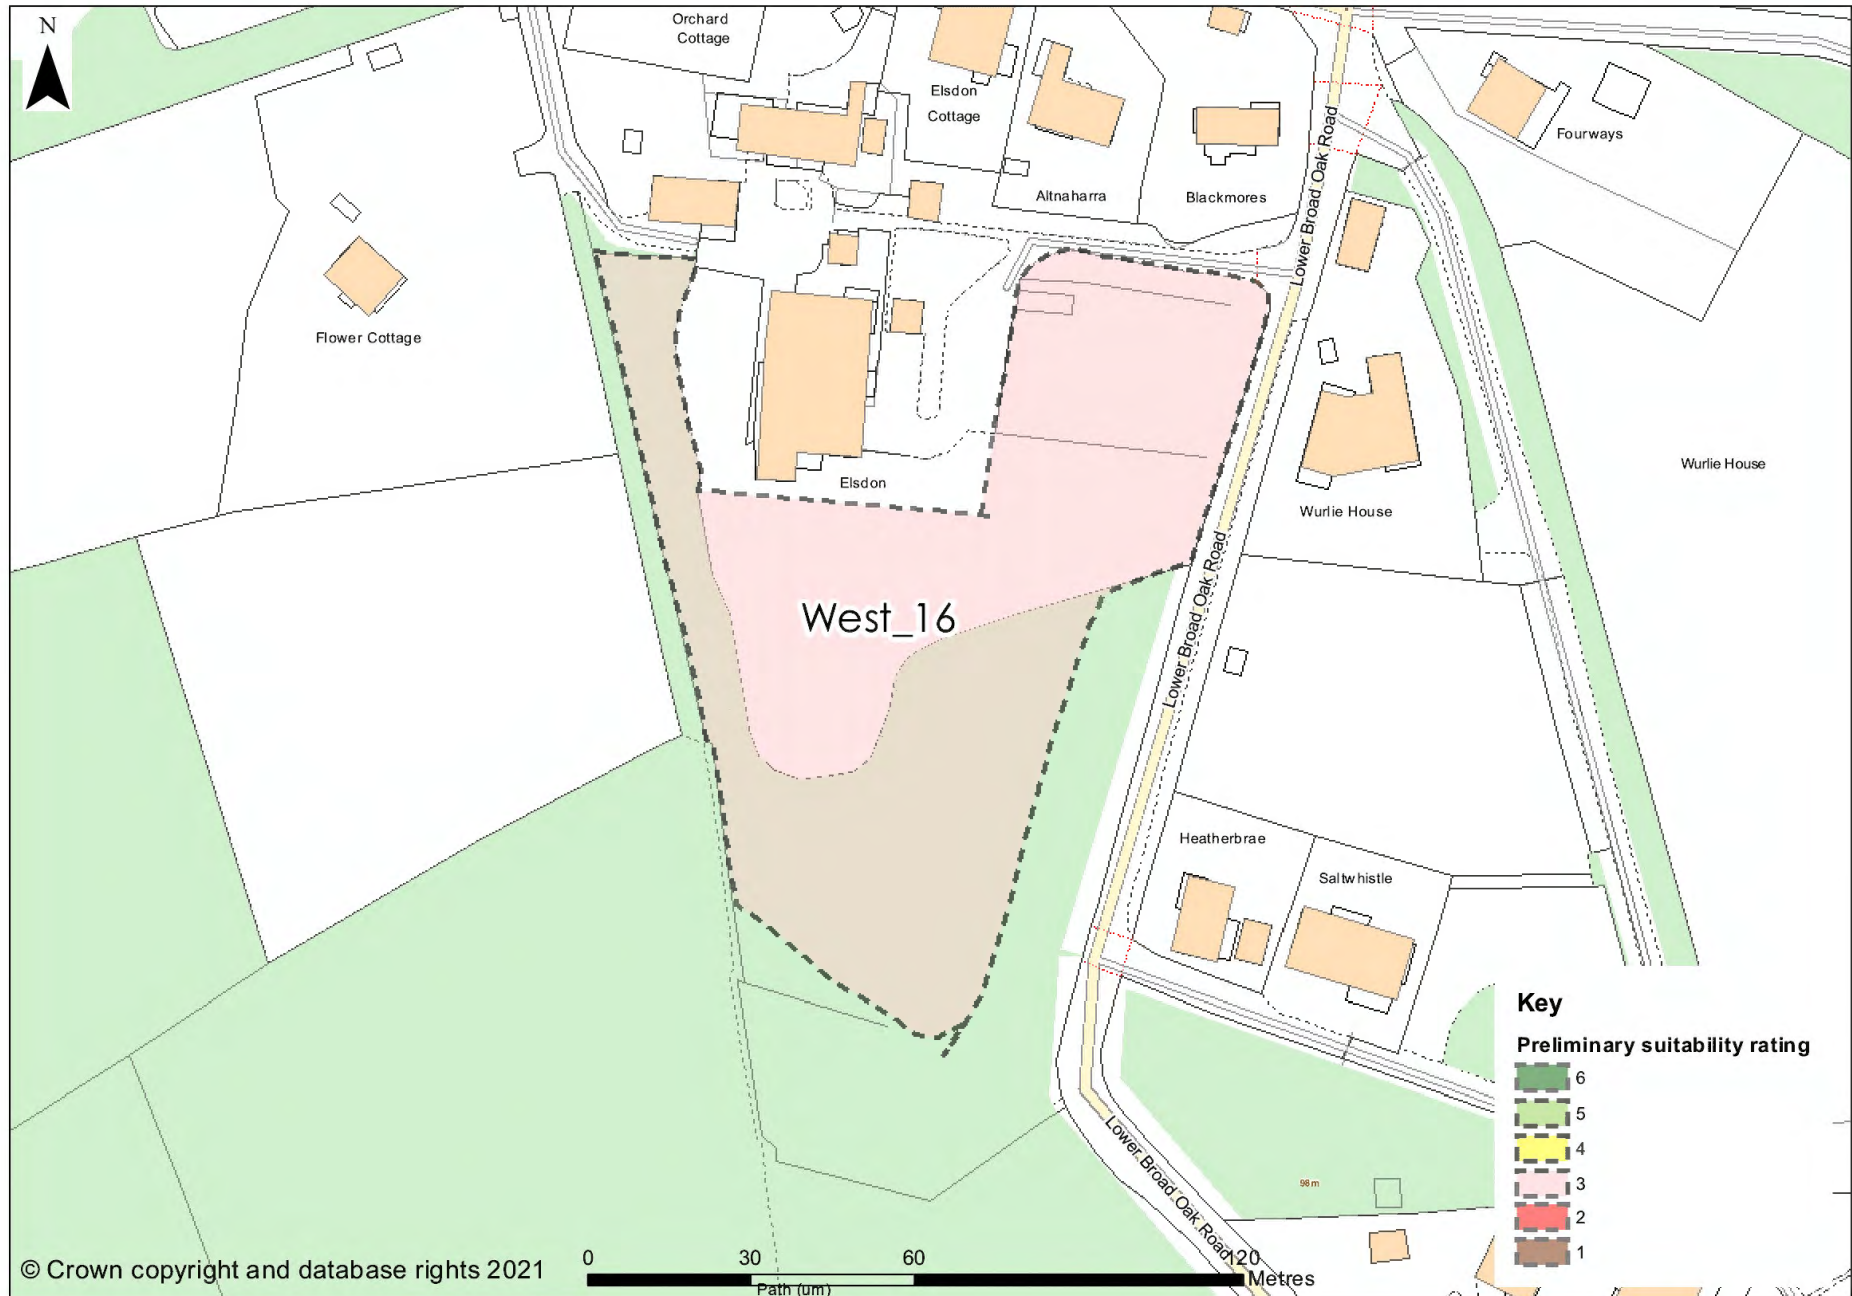 N
Orchard
Cottage
Elsdon
Cottage
Altnaharra
Blackmores
Fourways
Lower Broad Oak Road
Flower Cottage
Elsdon
Wurlie House
Wurlie House
Lower Broad Oak Road
West_16
Heatherbrae
Saltwhistle
Lower Broad Oak Road
98m
Key
Preliminary suitability rating
6
5
4
3
2
1
© Crown copyright and database rights 2021
0 30 60 120
Metres
Path (um)